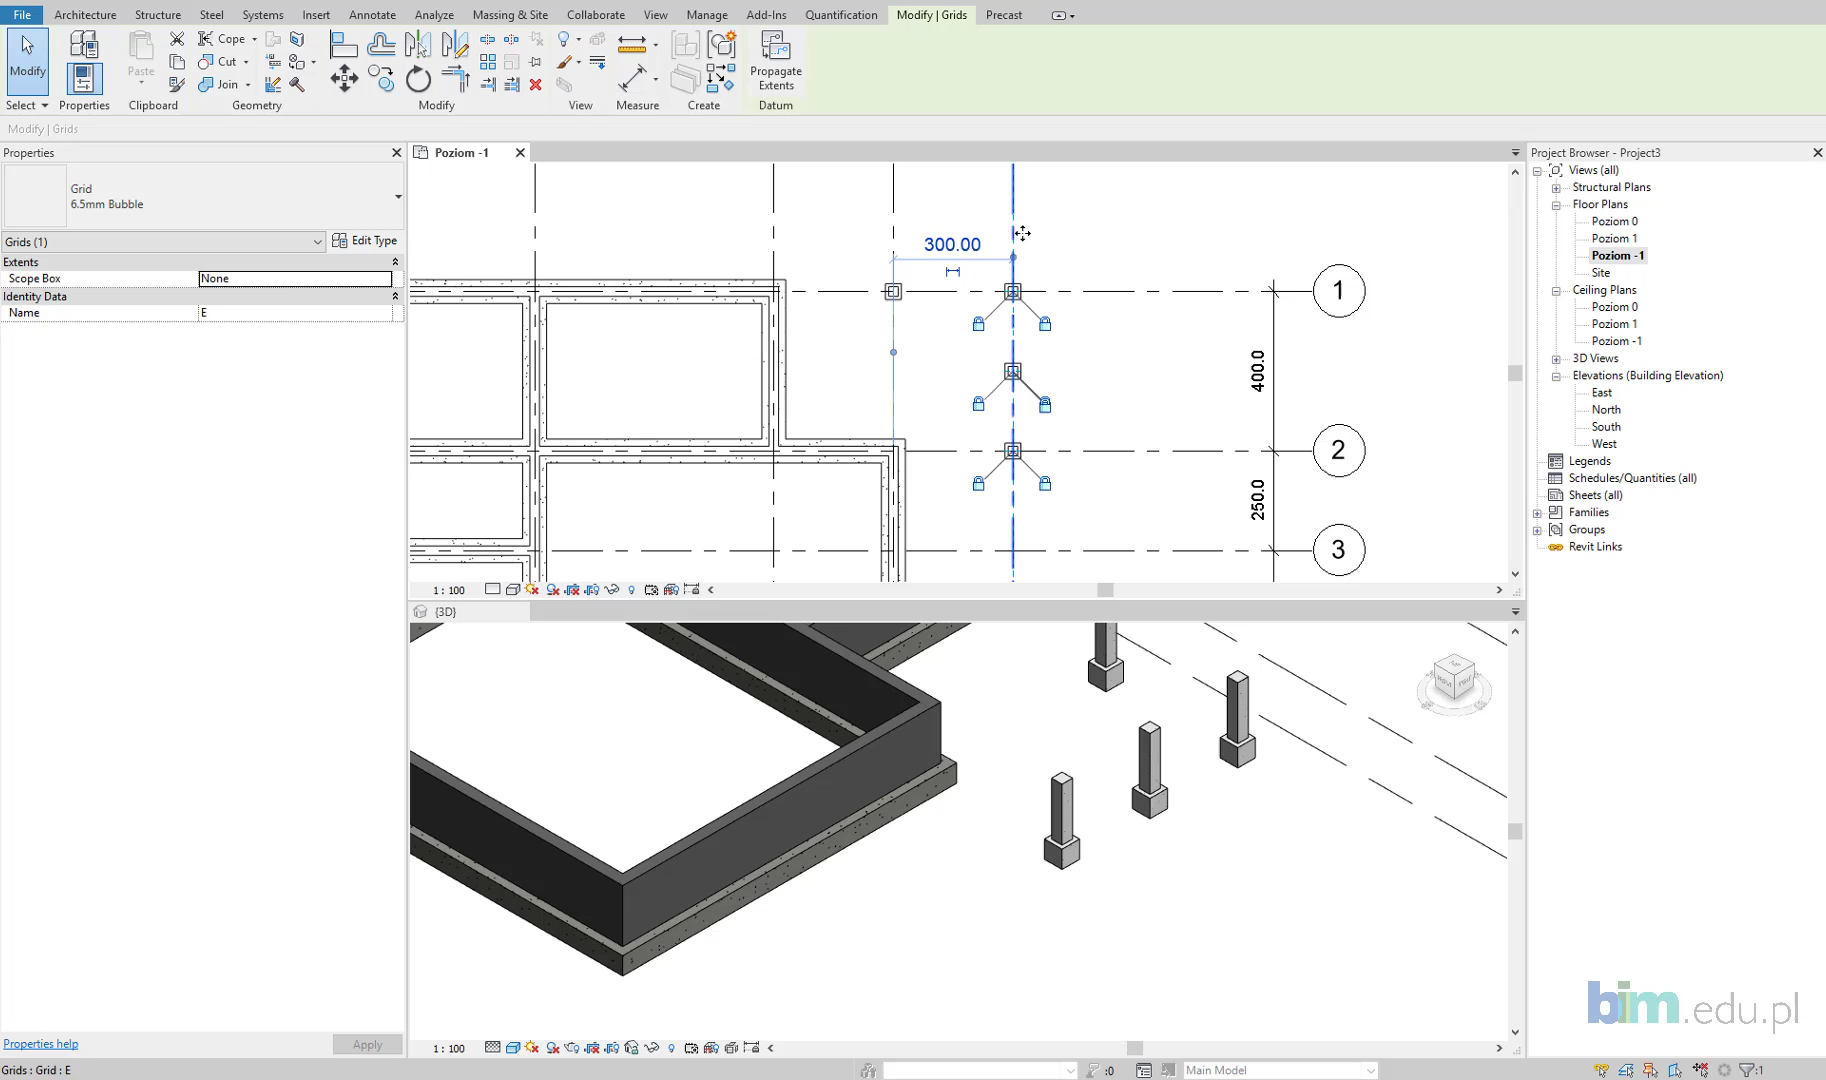 File Architecture Structure Steel Systems Insert Annotate Analyze Massing & Site Collaborate View Manage Add-Ins Quantification Modify | Grids Precast
Modify
Paste
Cope
Cut
Join
Propagate Extents
Select Properties Clipboard Geometry Modify View Measure Create Datum
Modify | Grids
Properties
Grid
6.5mm Bubble
Grids (1)
Edit Type
Extents
Scope Box None
Identity Data
Name E
Properties help
Apply
Poziom -1
300.00
1
400.0
2
250.0
3
1 : 100
{3D}
1 : 100
Project Browser - Project3
Views (all)
Structural Plans
Floor Plans
Poziom 0
Poziom 1
Poziom -1
Site
Ceiling Plans
Poziom 0
Poziom 1
Poziom -1
3D Views
Elevations (Building Elevation)
East
North
South
West
Legends
Schedules/Quantities (all)
Sheets (all)
Families
Groups
Revit Links
bim.edu.pl
Grids : Grid : E
:0
Main Model
:1